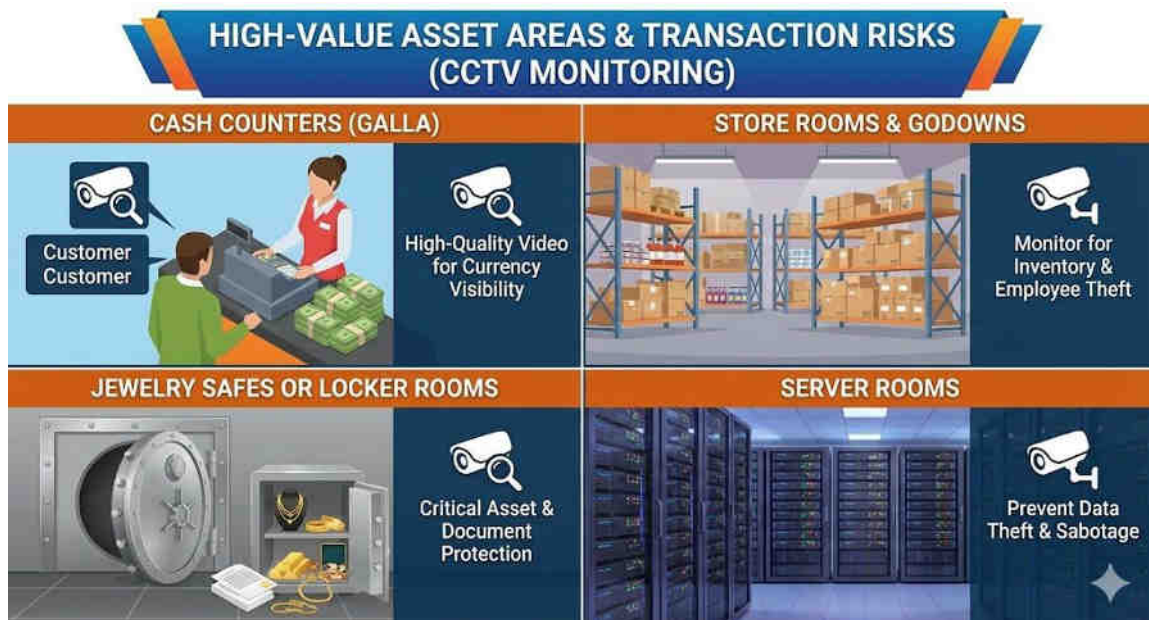 HIGH-VALUE ASSET AREAS & TRANSACTION RISKS
(CCTV MONITORING)
CASH COUNTERS (GALLA)
Customer
Customer
High-Quality Video
for Currency
Visibility
STORE ROOMS & GODOWNS
Monitor for
Inventory &
Employee Theft
JEWELRY SAFES OR LOCKER ROOMS
Critical Asset &
Document
Protection
SERVER ROOMS
Prevent Data
Theft & Sabotage